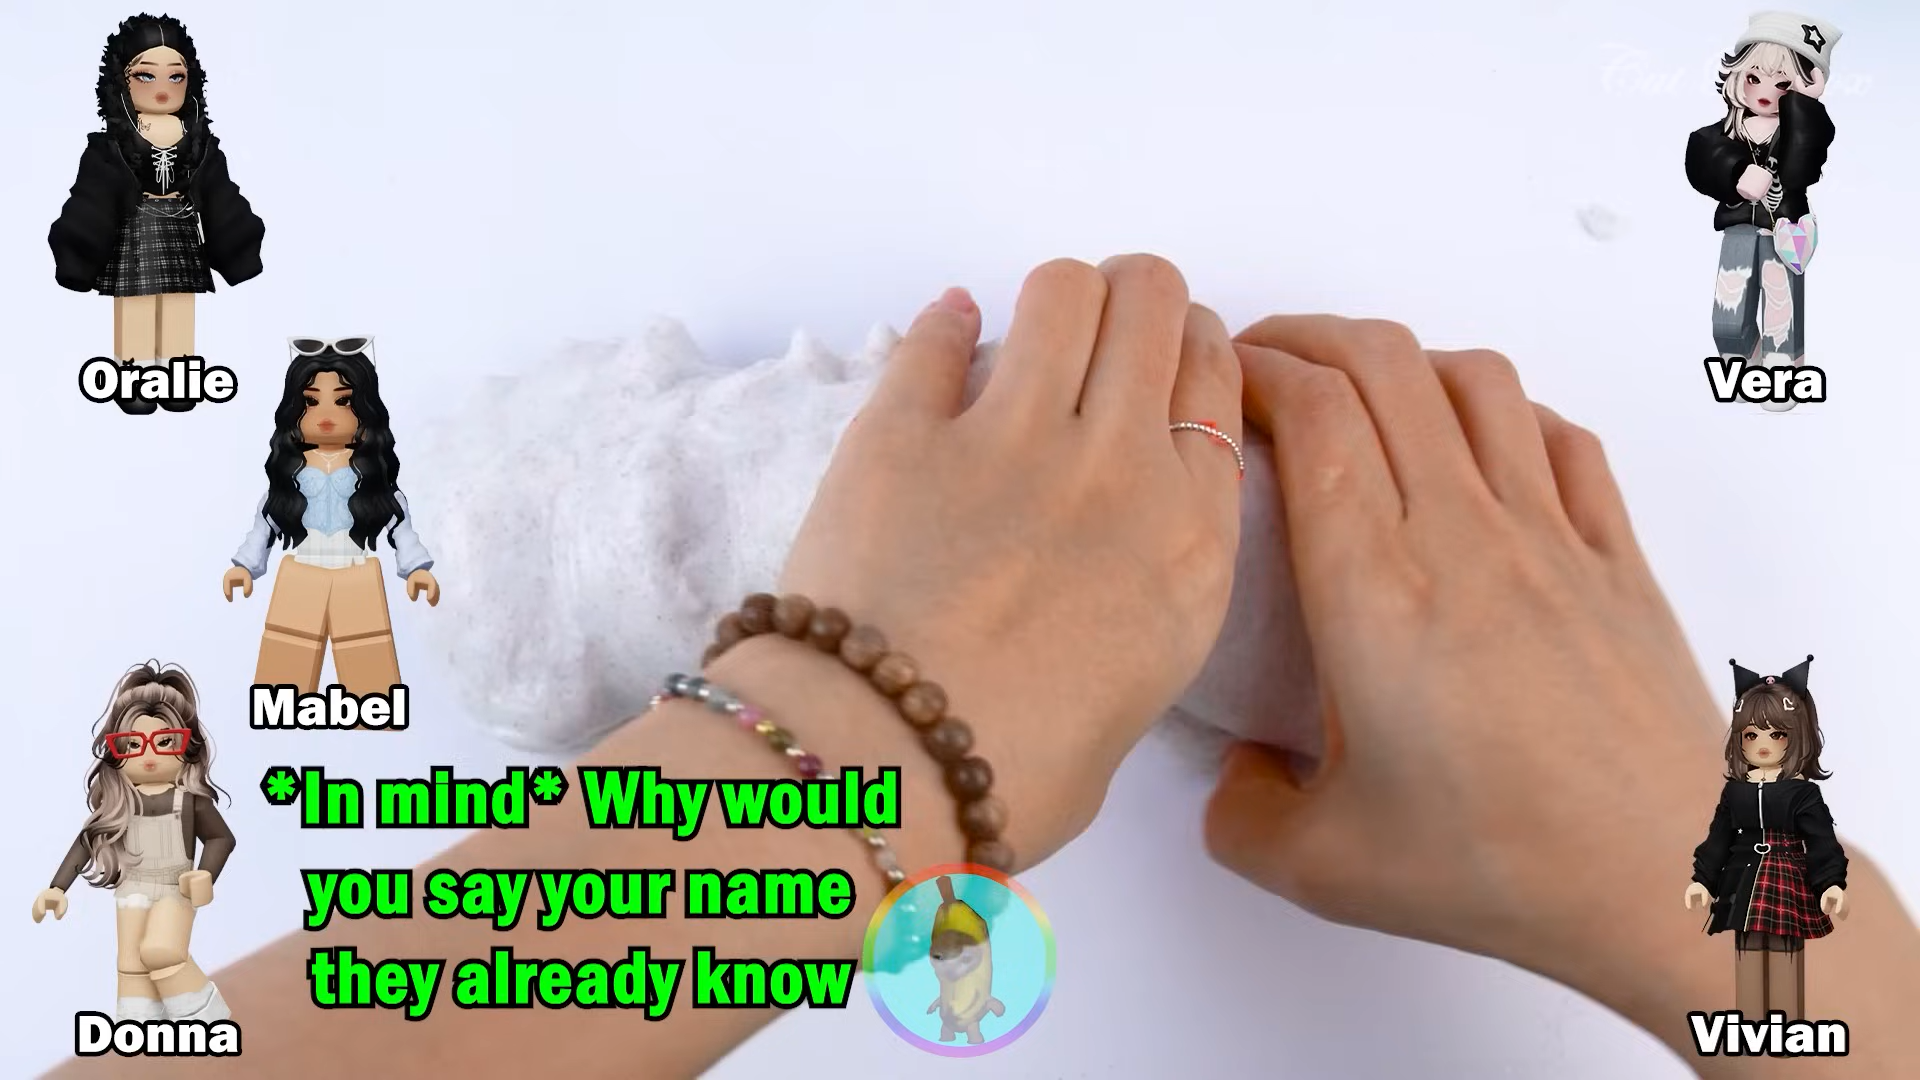 Oralie
Vera
Mabel
*In mind* Why would
you say your name
they already know
Donna
Vivian